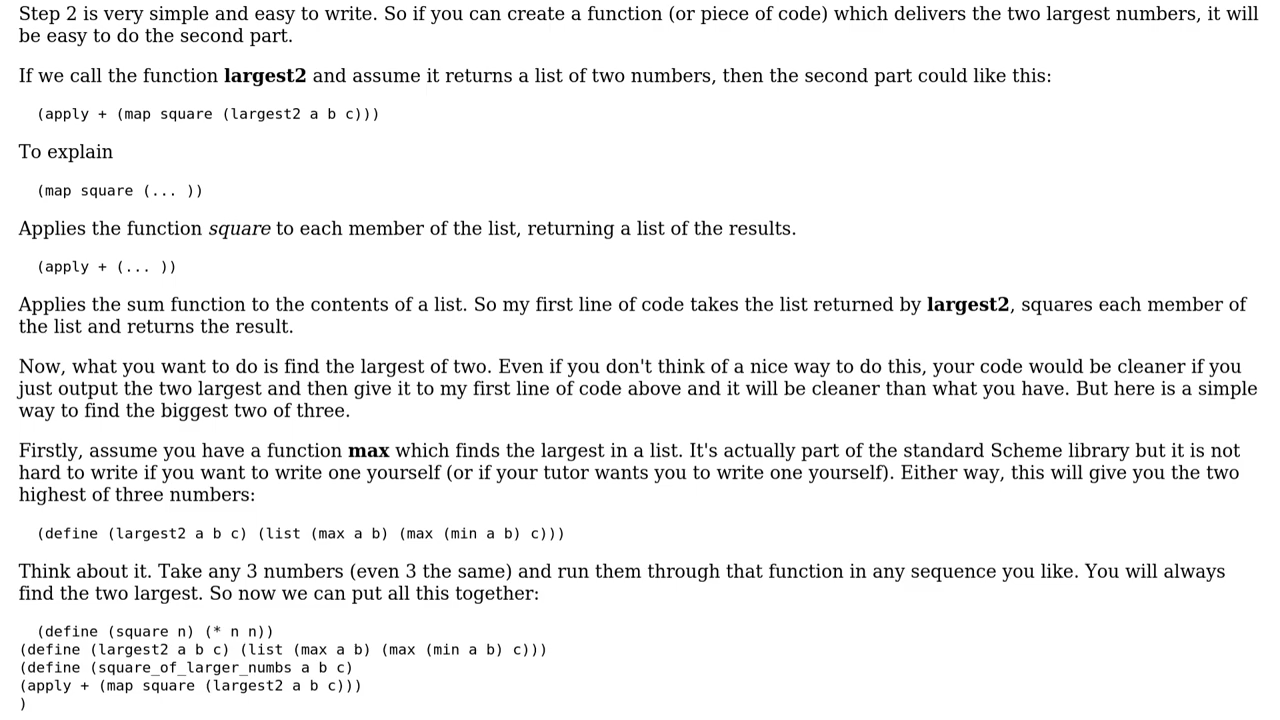 Step 2 is very simple and easy to write. So if you can create a function (or piece of code) which delivers the two largest numbers, it will
be easy to do the second part.
If we call the function largest2 and assume it returns a list of two numbers, then the second part could like this:
(apply + (map square (largest2 a b c)))
To explain
(map square (... ))
Applies the function square to each member of the list, returning a list of the results.
(apply + (... ))
Applies the sum function to the contents of a list. So my first line of code takes the list returned by largest2, squares each member of
the list and returns the result.
Now, what you want to do is find the largest of two. Even if you don't think of a nice way to do this, your code would be cleaner if you
just output the two largest and then give it to my first line of code above and it will be cleaner than what you have. But here is a simple
way to find the biggest two of three.
Firstly, assume you have a function max which finds the largest in a list. It's actually part of the standard Scheme library but it is not
hard to write if you want to write one yourself (or if your tutor wants you to write one yourself). Either way, this will give you the two
highest of three numbers:
(define (largest2 a b c) (list (max a b) (max (min a b) c)))
Think about it. Take any 3 numbers (even 3 the same) and run them through that function in any sequence you like. You will always
find the two largest. So now we can put all this together:
(define (square n) (* n n))
(define (largest2 a b c) (list (max a b) (max (min a b) c)))
(define (square_of_larger_numbs a b c)
(apply + (map square (largest2 a b c)))
)